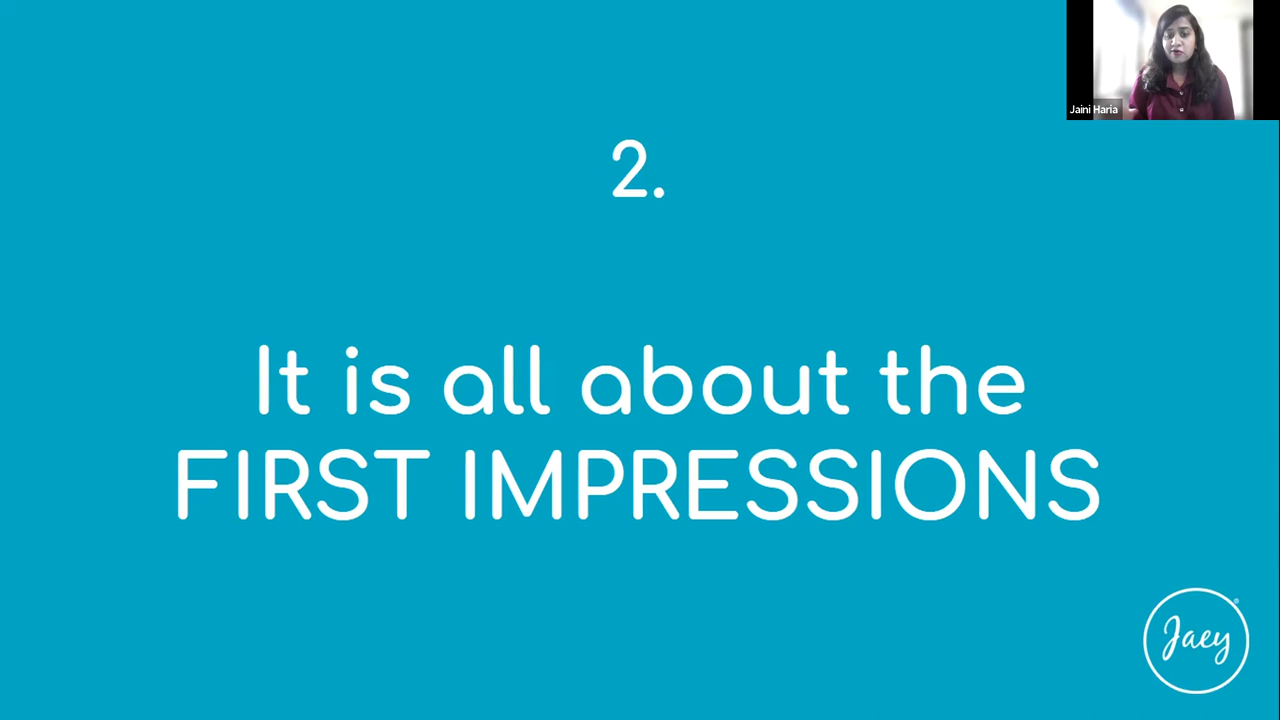 Jaini Haria
2.
It is all about the
FIRST IMPRESSIONS
Jaey®